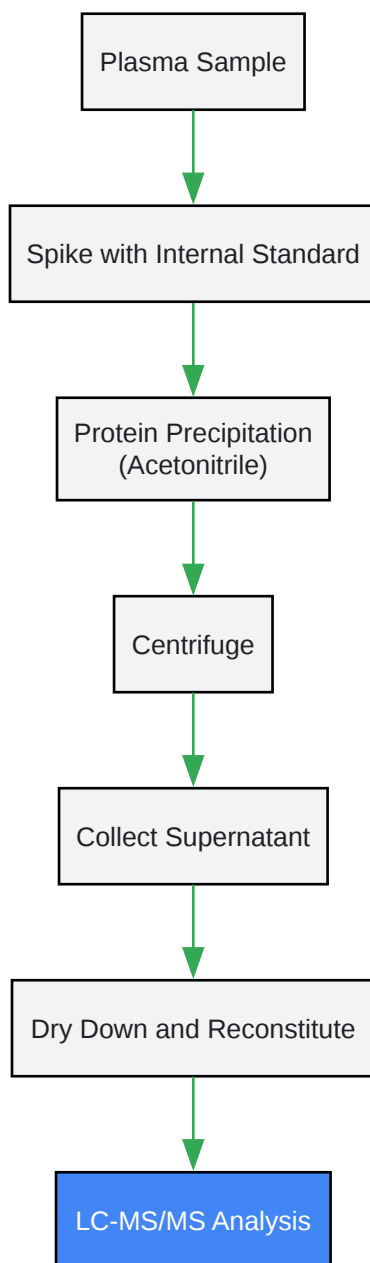 Plasma Sample
Spike with Internal Standard
Protein Precipitation
(Acetonitrile)
Centrifuge
Collect Supernatant
Dry Down and Reconstitute
LC-MS/MS Analysis